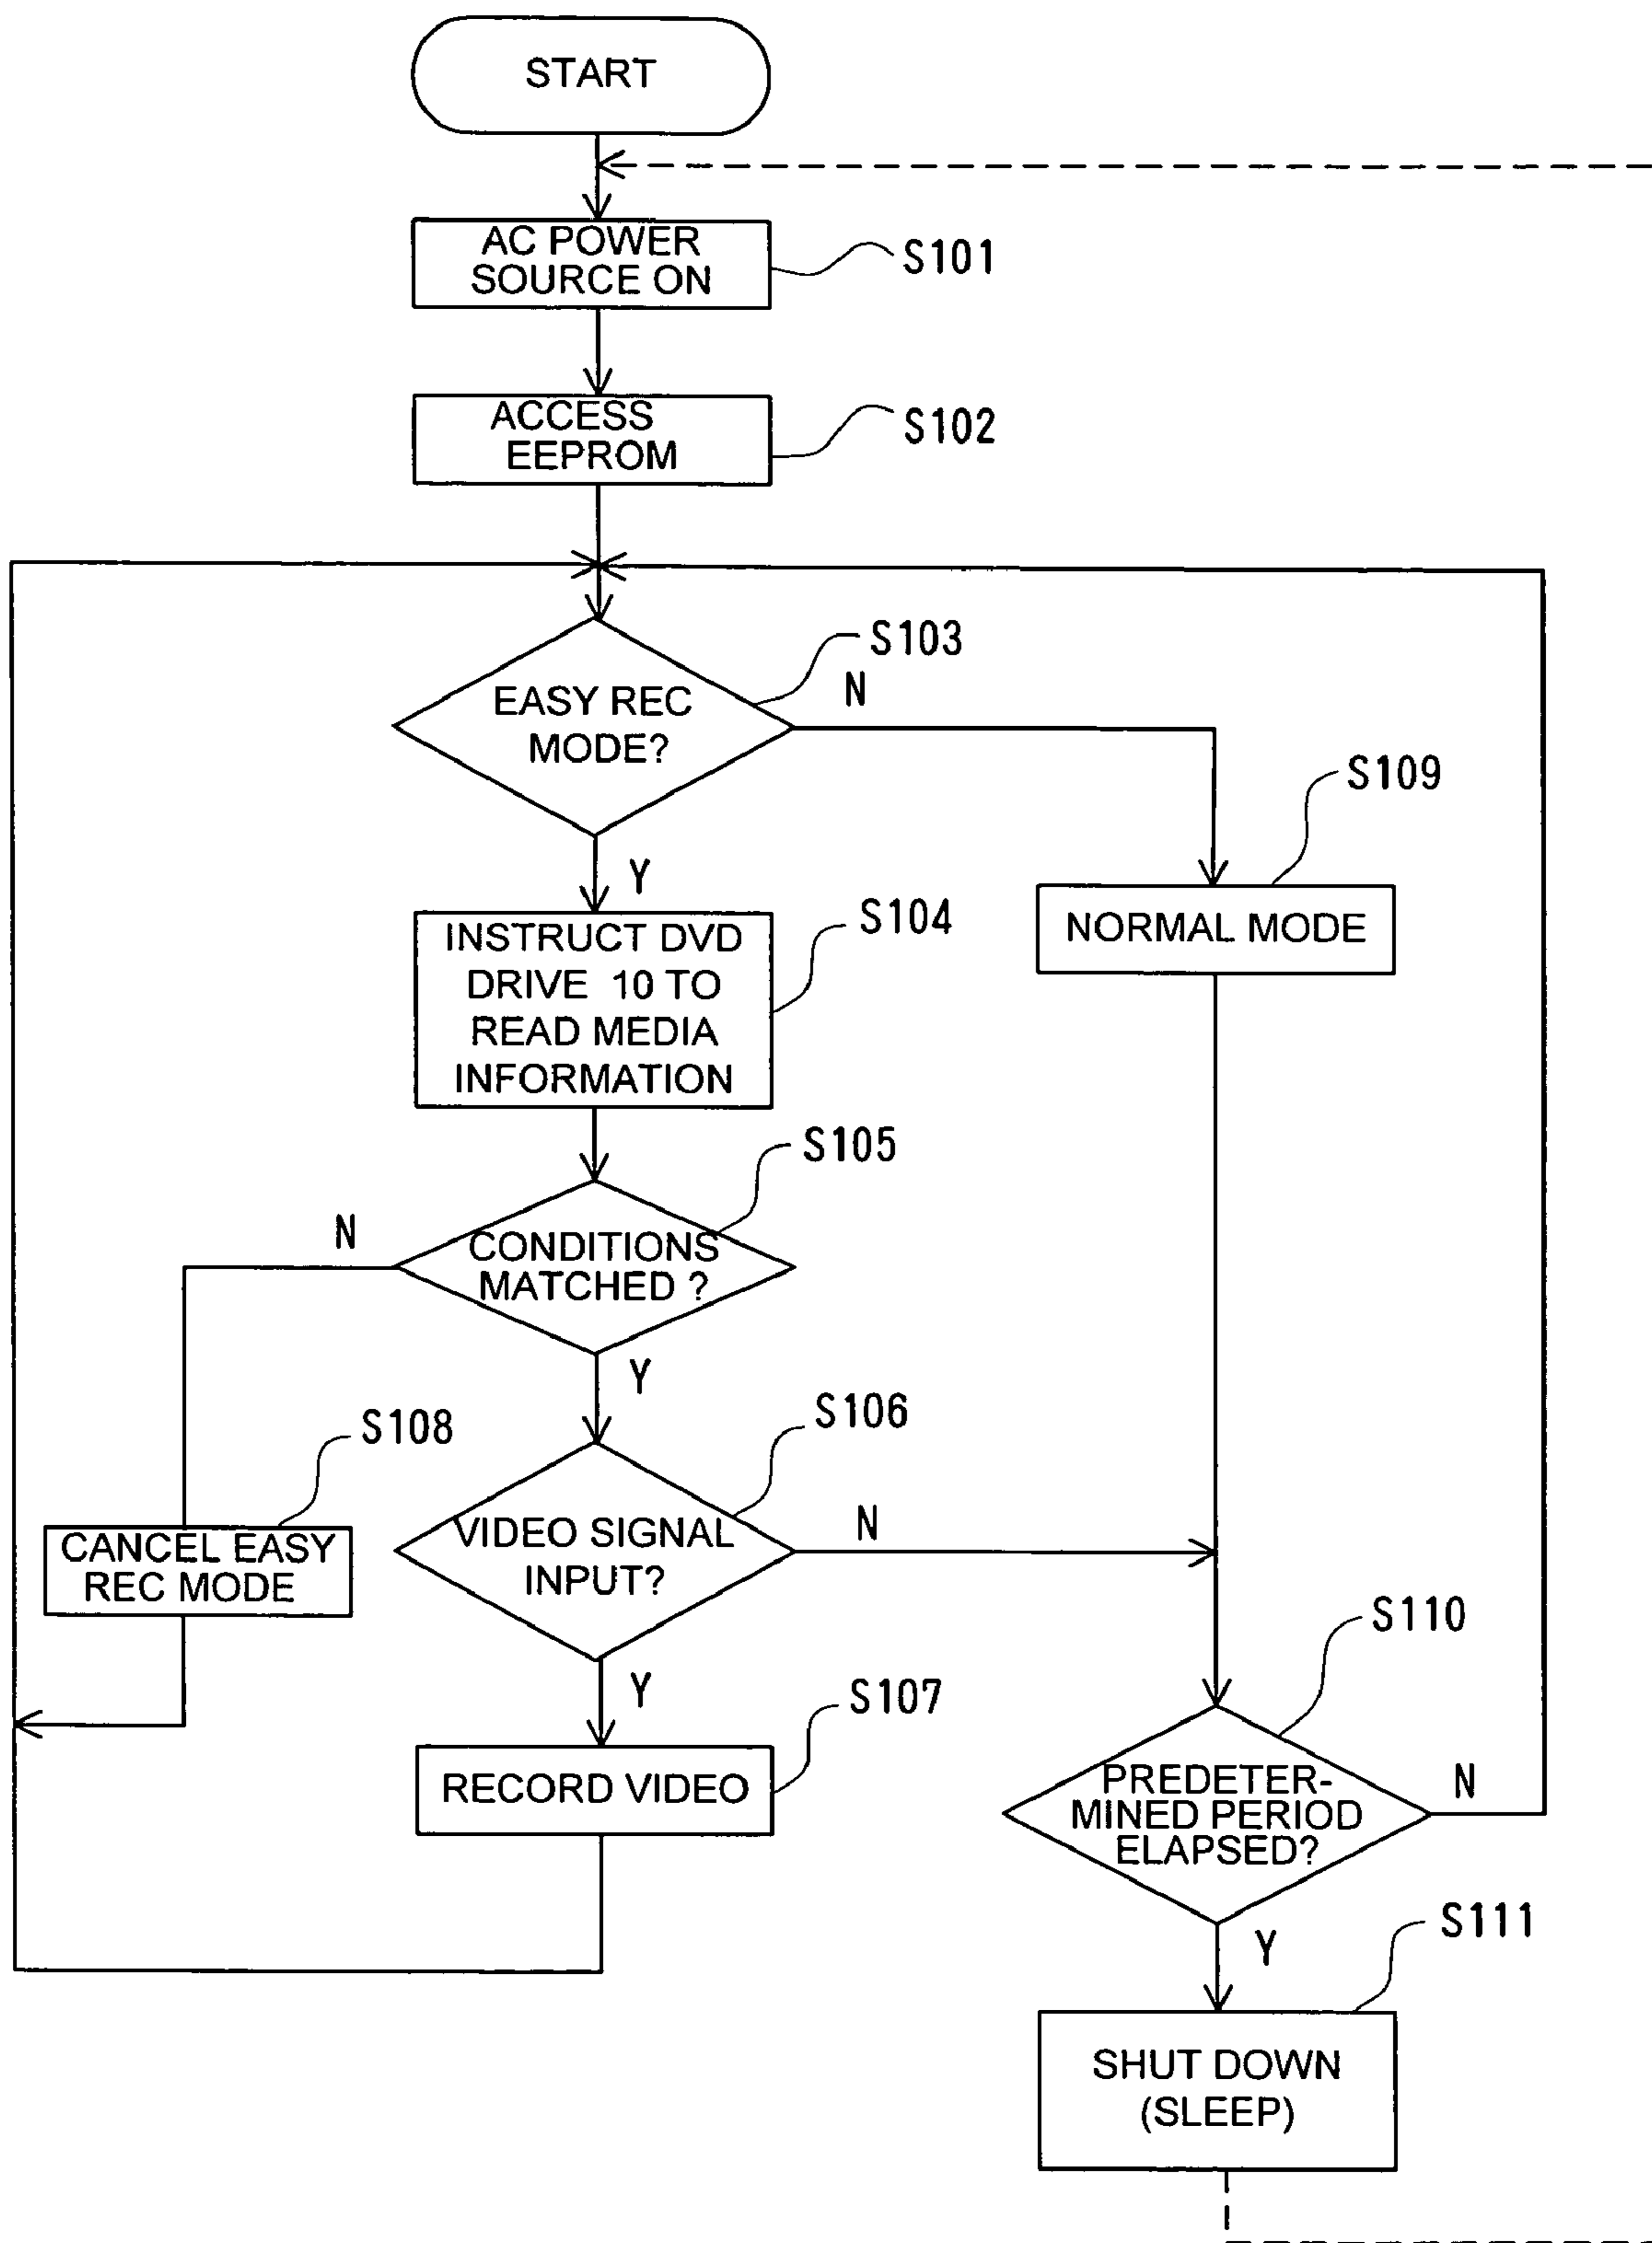 START
AC POWER
SOURCE ON
S101
ACCESS
EEPROM
S102
S103
EASY REC
MODE?
N
S109
Y
NORMAL MODE
INSTRUCT DVD
DRIVE 10 TO
READ MEDIA
INFORMATION
S104
S105
N
CONDITIONS
MATCHED ?
Y
S108
S106
CANCEL EASY
REC MODE
VIDEO SIGNAL
INPUT?
N
S110
Y
S107
RECORD VIDEO
PREDETER-
MINED PERIOD
ELAPSED?
N
S111
Y
SHUT DOWN
(SLEEP)